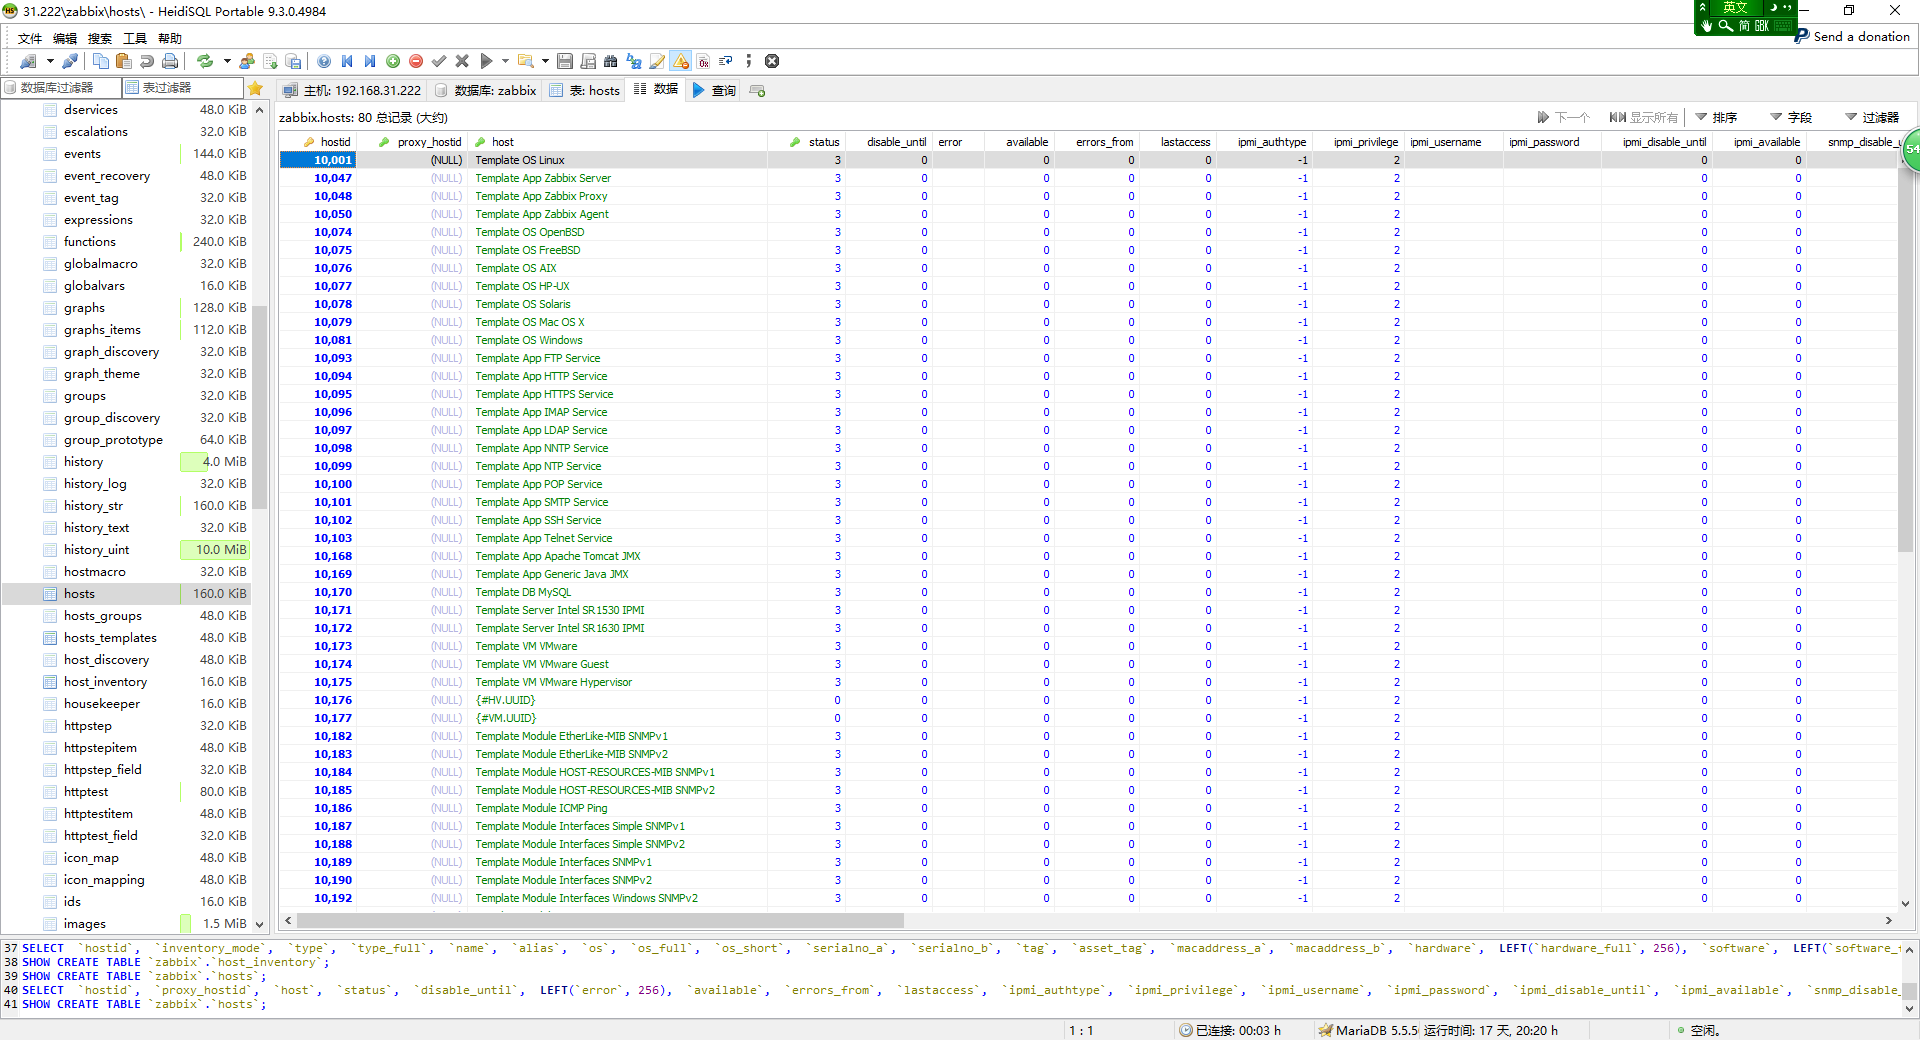 31.222\zabbix\hosts\ - HeidiSQL Portable 9.3.0.4984
英文
简 GBK
文件 编辑 搜索 工具 帮助
Send a donation
数据库过滤器 表过滤器
主机: 192.168.31.222 数据库: zabbix 表: hosts 数据 查询
dservices 48.0 KiB
escalations 32.0 KiB
events 144.0 KiB
event_recovery 48.0 KiB
event_tag 32.0 KiB
expressions 32.0 KiB
functions 240.0 KiB
globalmacro 32.0 KiB
globalvars 16.0 KiB
graphs 128.0 KiB
graphs_items 112.0 KiB
graph_discovery 32.0 KiB
graph_theme 32.0 KiB
groups 32.0 KiB
group_discovery 32.0 KiB
group_prototype 64.0 KiB
history 4.0 MiB
history_log 32.0 KiB
history_str 160.0 KiB
history_text 32.0 KiB
history_uint 10.0 MiB
hostmacro 32.0 KiB
hosts 160.0 KiB
hosts_groups 48.0 KiB
hosts_templates 48.0 KiB
host_discovery 48.0 KiB
host_inventory 16.0 KiB
housekeeper 16.0 KiB
httpstep 32.0 KiB
httpstepitem 48.0 KiB
httpstep_field 32.0 KiB
httptest 80.0 KiB
httptestitem 48.0 KiB
httptest_field 32.0 KiB
icon_map 48.0 KiB
icon_mapping 48.0 KiB
ids 16.0 KiB
images 1.5 MiB
zabbix.hosts: 80 总记录 (大约) 下一个 显示所有 排序 字段 过滤器
hostid proxy_hostid host status disable_until error available errors_from lastaccess ipmi_authtype ipmi_privilege ipmi_username ipmi_password ipmi_disable_until ipmi_available snmp_disable_u
54
10,001 (NULL) Template OS Linux 3 0 0 0 0 -1 2 0 0
10,047 (NULL) Template App Zabbix Server 3 0 0 0 0 -1 2 0 0
10,048 (NULL) Template App Zabbix Proxy 3 0 0 0 0 -1 2 0 0
10,050 (NULL) Template App Zabbix Agent 3 0 0 0 0 -1 2 0 0
10,074 (NULL) Template OS OpenBSD 3 0 0 0 0 -1 2 0 0
10,075 (NULL) Template OS FreeBSD 3 0 0 0 0 -1 2 0 0
10,076 (NULL) Template OS AIX 3 0 0 0 0 -1 2 0 0
10,077 (NULL) Template OS HP-UX 3 0 0 0 0 -1 2 0 0
10,078 (NULL) Template OS Solaris 3 0 0 0 0 -1 2 0 0
10,079 (NULL) Template OS Mac OS X 3 0 0 0 0 -1 2 0 0
10,081 (NULL) Template OS Windows 3 0 0 0 0 -1 2 0 0
10,093 (NULL) Template App FTP Service 3 0 0 0 0 -1 2 0 0
10,094 (NULL) Template App HTTP Service 3 0 0 0 0 -1 2 0 0
10,095 (NULL) Template App HTTPS Service 3 0 0 0 0 -1 2 0 0
10,096 (NULL) Template App IMAP Service 3 0 0 0 0 -1 2 0 0
10,097 (NULL) Template App LDAP Service 3 0 0 0 0 -1 2 0 0
10,098 (NULL) Template App NNTP Service 3 0 0 0 0 -1 2 0 0
10,099 (NULL) Template App NTP Service 3 0 0 0 0 -1 2 0 0
10,100 (NULL) Template App POP Service 3 0 0 0 0 -1 2 0 0
10,101 (NULL) Template App SMTP Service 3 0 0 0 0 -1 2 0 0
10,102 (NULL) Template App SSH Service 3 0 0 0 0 -1 2 0 0
10,103 (NULL) Template App Telnet Service 3 0 0 0 0 -1 2 0 0
10,168 (NULL) Template App Apache Tomcat JMX 3 0 0 0 0 -1 2 0 0
10,169 (NULL) Template App Generic Java JMX 3 0 0 0 0 -1 2 0 0
10,170 (NULL) Template DB MySQL 3 0 0 0 0 -1 2 0 0
10,171 (NULL) Template Server Intel SR1530 IPMI 3 0 0 0 0 -1 2 0 0
10,172 (NULL) Template Server Intel SR1630 IPMI 3 0 0 0 0 -1 2 0 0
10,173 (NULL) Template VM VMware 3 0 0 0 0 -1 2 0 0
10,174 (NULL) Template VM VMware Guest 3 0 0 0 0 -1 2 0 0
10,175 (NULL) Template VM VMware Hypervisor 3 0 0 0 0 -1 2 0 0
10,176 (NULL) {#HV.UUID} 0 0 0 0 0 -1 2 0 0
10,177 (NULL) {#VM.UUID} 0 0 0 0 0 -1 2 0 0
10,182 (NULL) Template Module EtherLike-MIB SNMPv1 3 0 0 0 0 -1 2 0 0
10,183 (NULL) Template Module EtherLike-MIB SNMPv2 3 0 0 0 0 -1 2 0 0
10,184 (NULL) Template Module HOST-RESOURCES-MIB SNMPv1 3 0 0 0 0 -1 2 0 0
10,185 (NULL) Template Module HOST-RESOURCES-MIB SNMPv2 3 0 0 0 0 -1 2 0 0
10,186 (NULL) Template Module ICMP Ping 3 0 0 0 0 -1 2 0 0
10,187 (NULL) Template Module Interfaces Simple SNMPv1 3 0 0 0 0 -1 2 0 0
10,188 (NULL) Template Module Interfaces Simple SNMPv2 3 0 0 0 0 -1 2 0 0
10,189 (NULL) Template Module Interfaces SNMPv1 3 0 0 0 0 -1 2 0 0
10,190 (NULL) Template Module Interfaces SNMPv2 3 0 0 0 0 -1 2 0 0
10,192 (NULL) Template Module Interfaces Windows SNMPv2 3 0 0 0 0 -1 2 0 0
37 SELECT `hostid`, `inventory_mode`, `type`, `type_full`, `name`, `alias`, `os`, `os_full`, `os_short`, `serialno_a`, `serialno_b`, `tag`, `asset_tag`, `macaddress_a`, `macaddress_b`, `hardware`, LEFT(`hardware_full`, 256), `software`, LEFT(`software_f
38 SHOW CREATE TABLE `zabbix`.`host_inventory`;
39 SHOW CREATE TABLE `zabbix`.`hosts`;
40 SELECT `hostid`, `proxy_hostid`, `host`, `status`, `disable_until`, LEFT(`error`, 256), `available`, `errors_from`, `lastaccess`, `ipmi_authtype`, `ipmi_privilege`, `ipmi_username`, `ipmi_password`, `ipmi_disable_until`, `ipmi_available`, `snmp_disable_
41 SHOW CREATE TABLE `zabbix`.`hosts`;
1 : 1 已连接: 00:03 h MariaDB 5.5.5 运行时间: 17 天, 20:20 h 空闲。